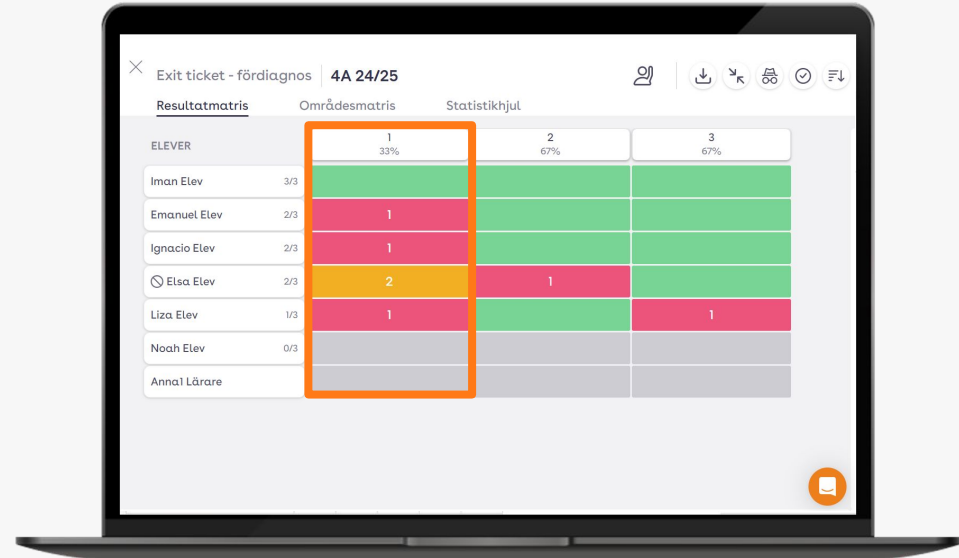 Exit ticket - fördiagnos 4A 24/25
Resultatmatris Områdesmatris Statistikhjul
ELEVER 1 2 3
33% 67% 67%
Iman Elev 3/3
Emanuel Elev 2/3 1
Ignacio Elev 2/3 1
Elsa Elev 2/3 2 1
Liza Elev 1/3 1 1
Noah Elev 0/3
Anna1 Lärare